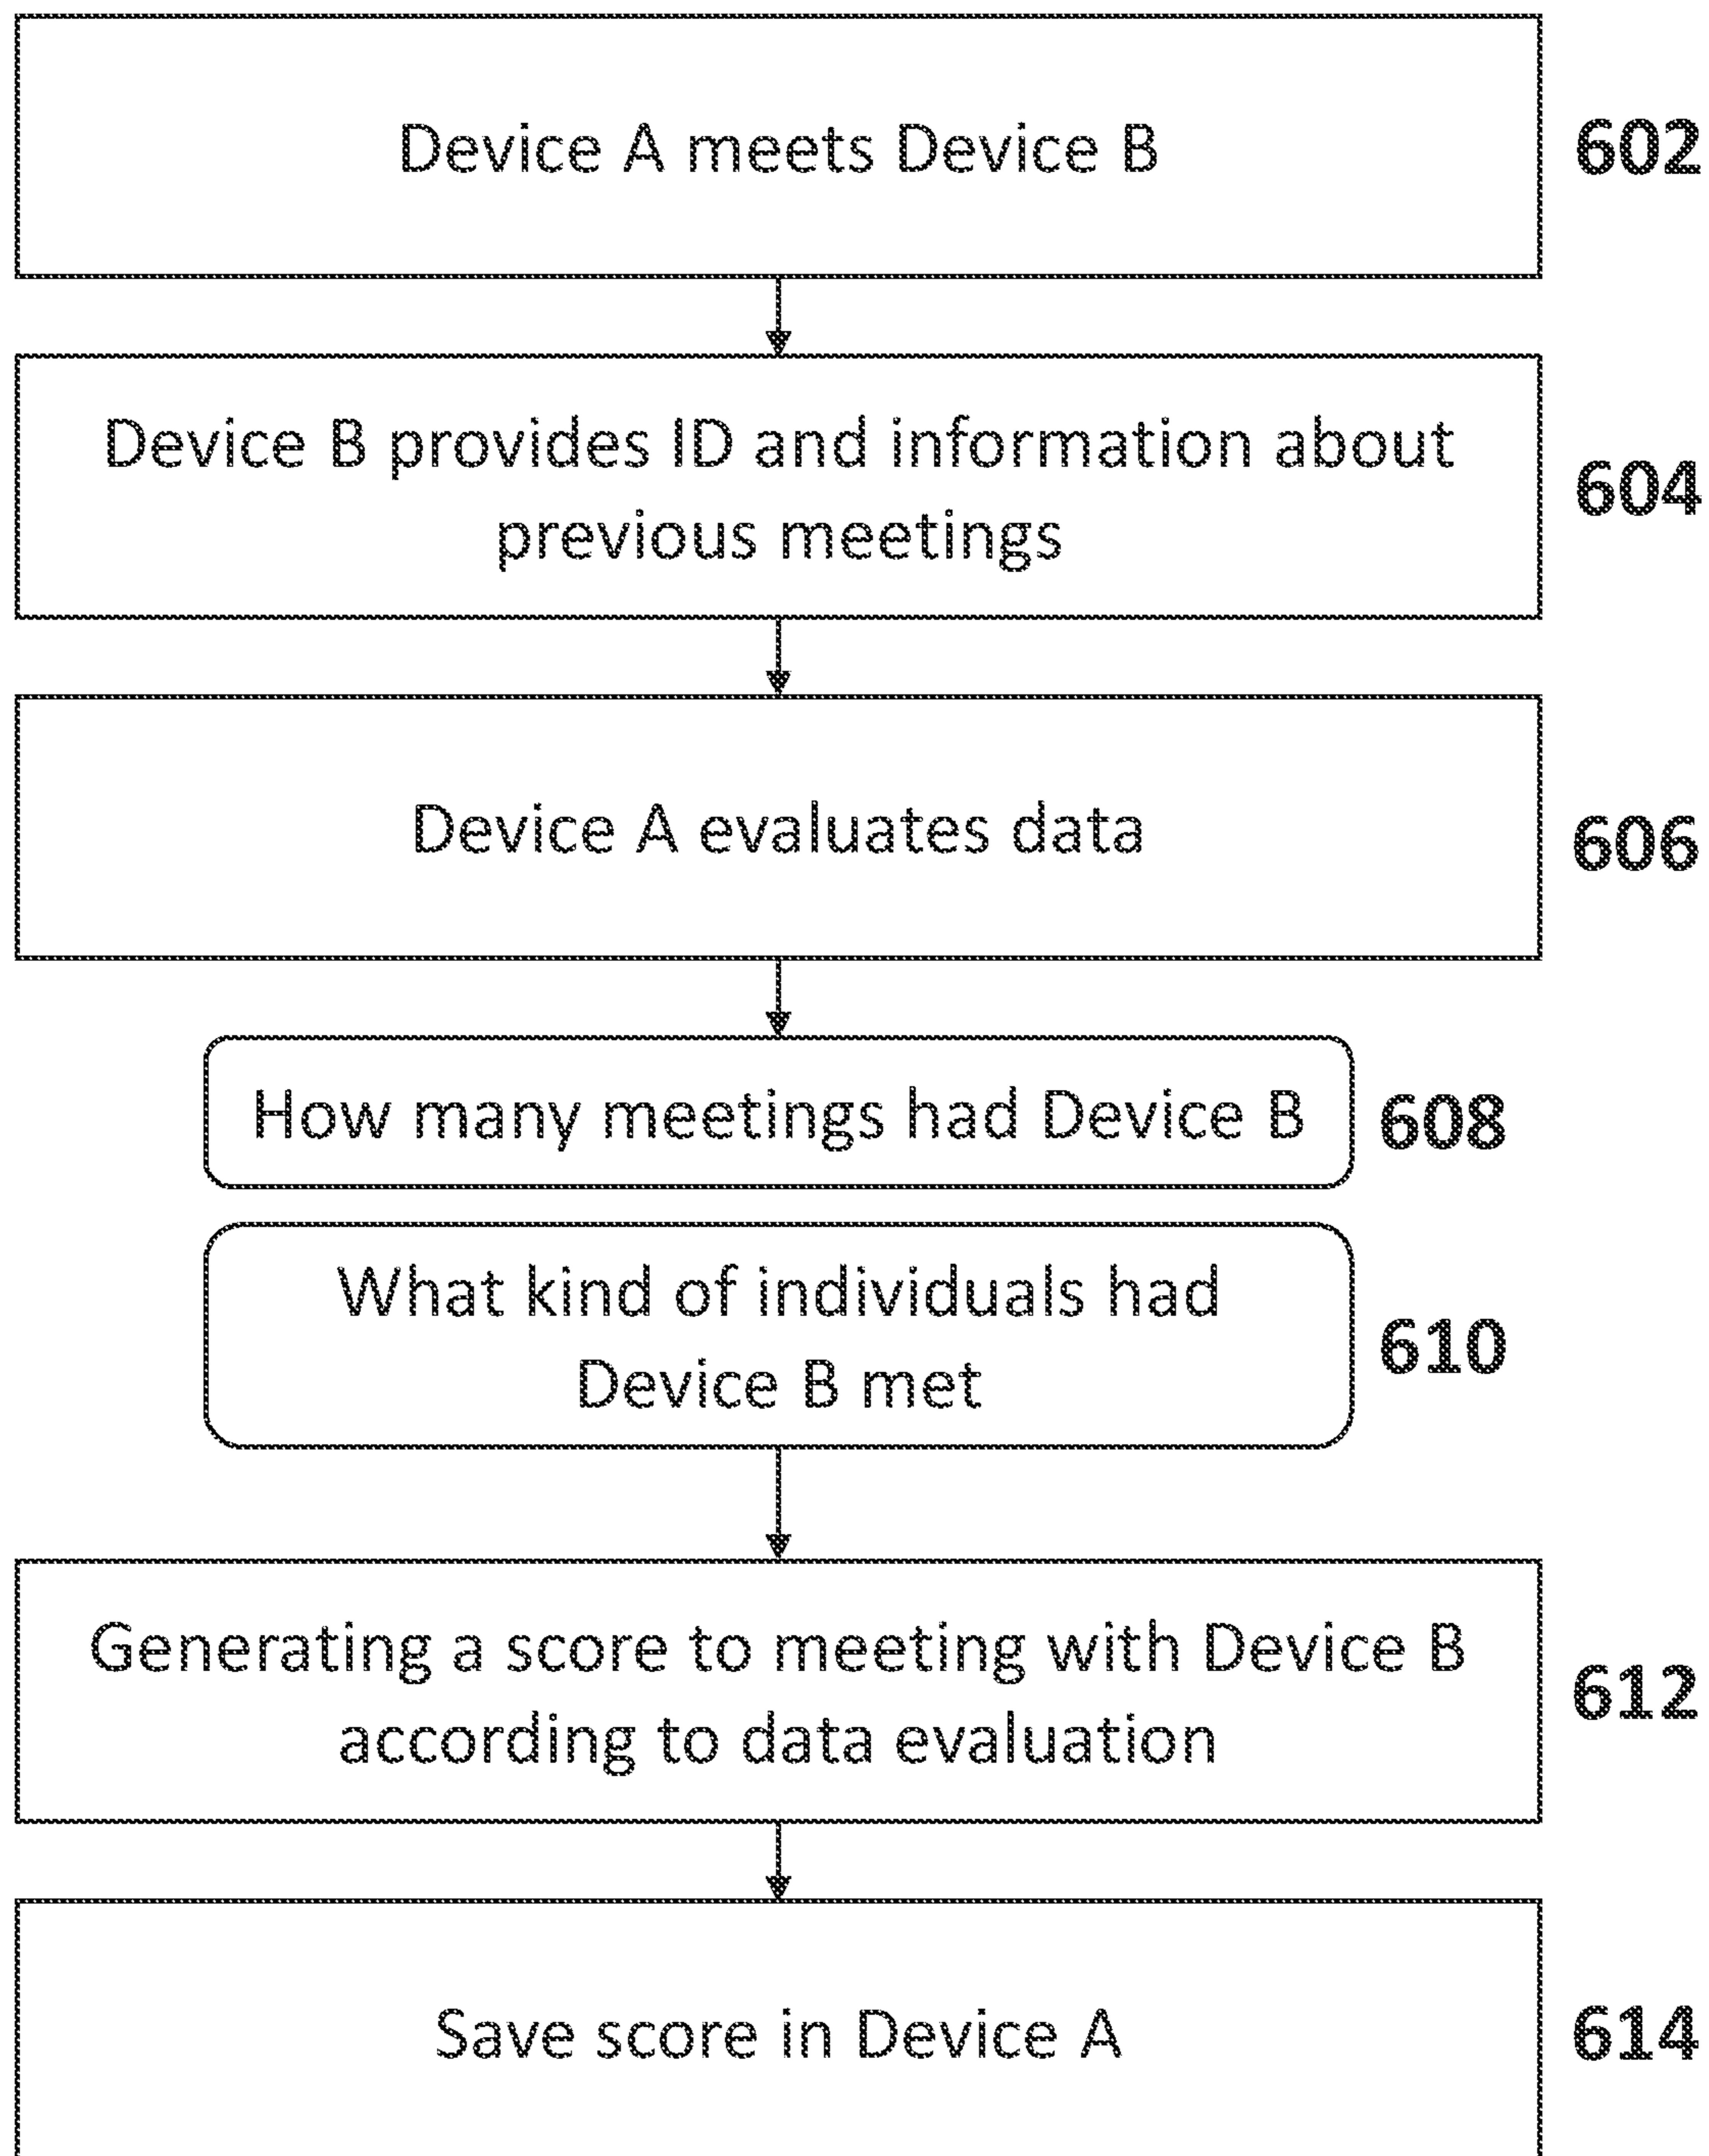 Device A meets Device B
602
Device B provides ID and information about
previous meetings
604
Device A evaluates data
606
How many meetings had Device B
608
What kind of individuals had
Device B met
610
Generating a score to meeting with Device B
according to data evaluation
612
Save score in Device A
614